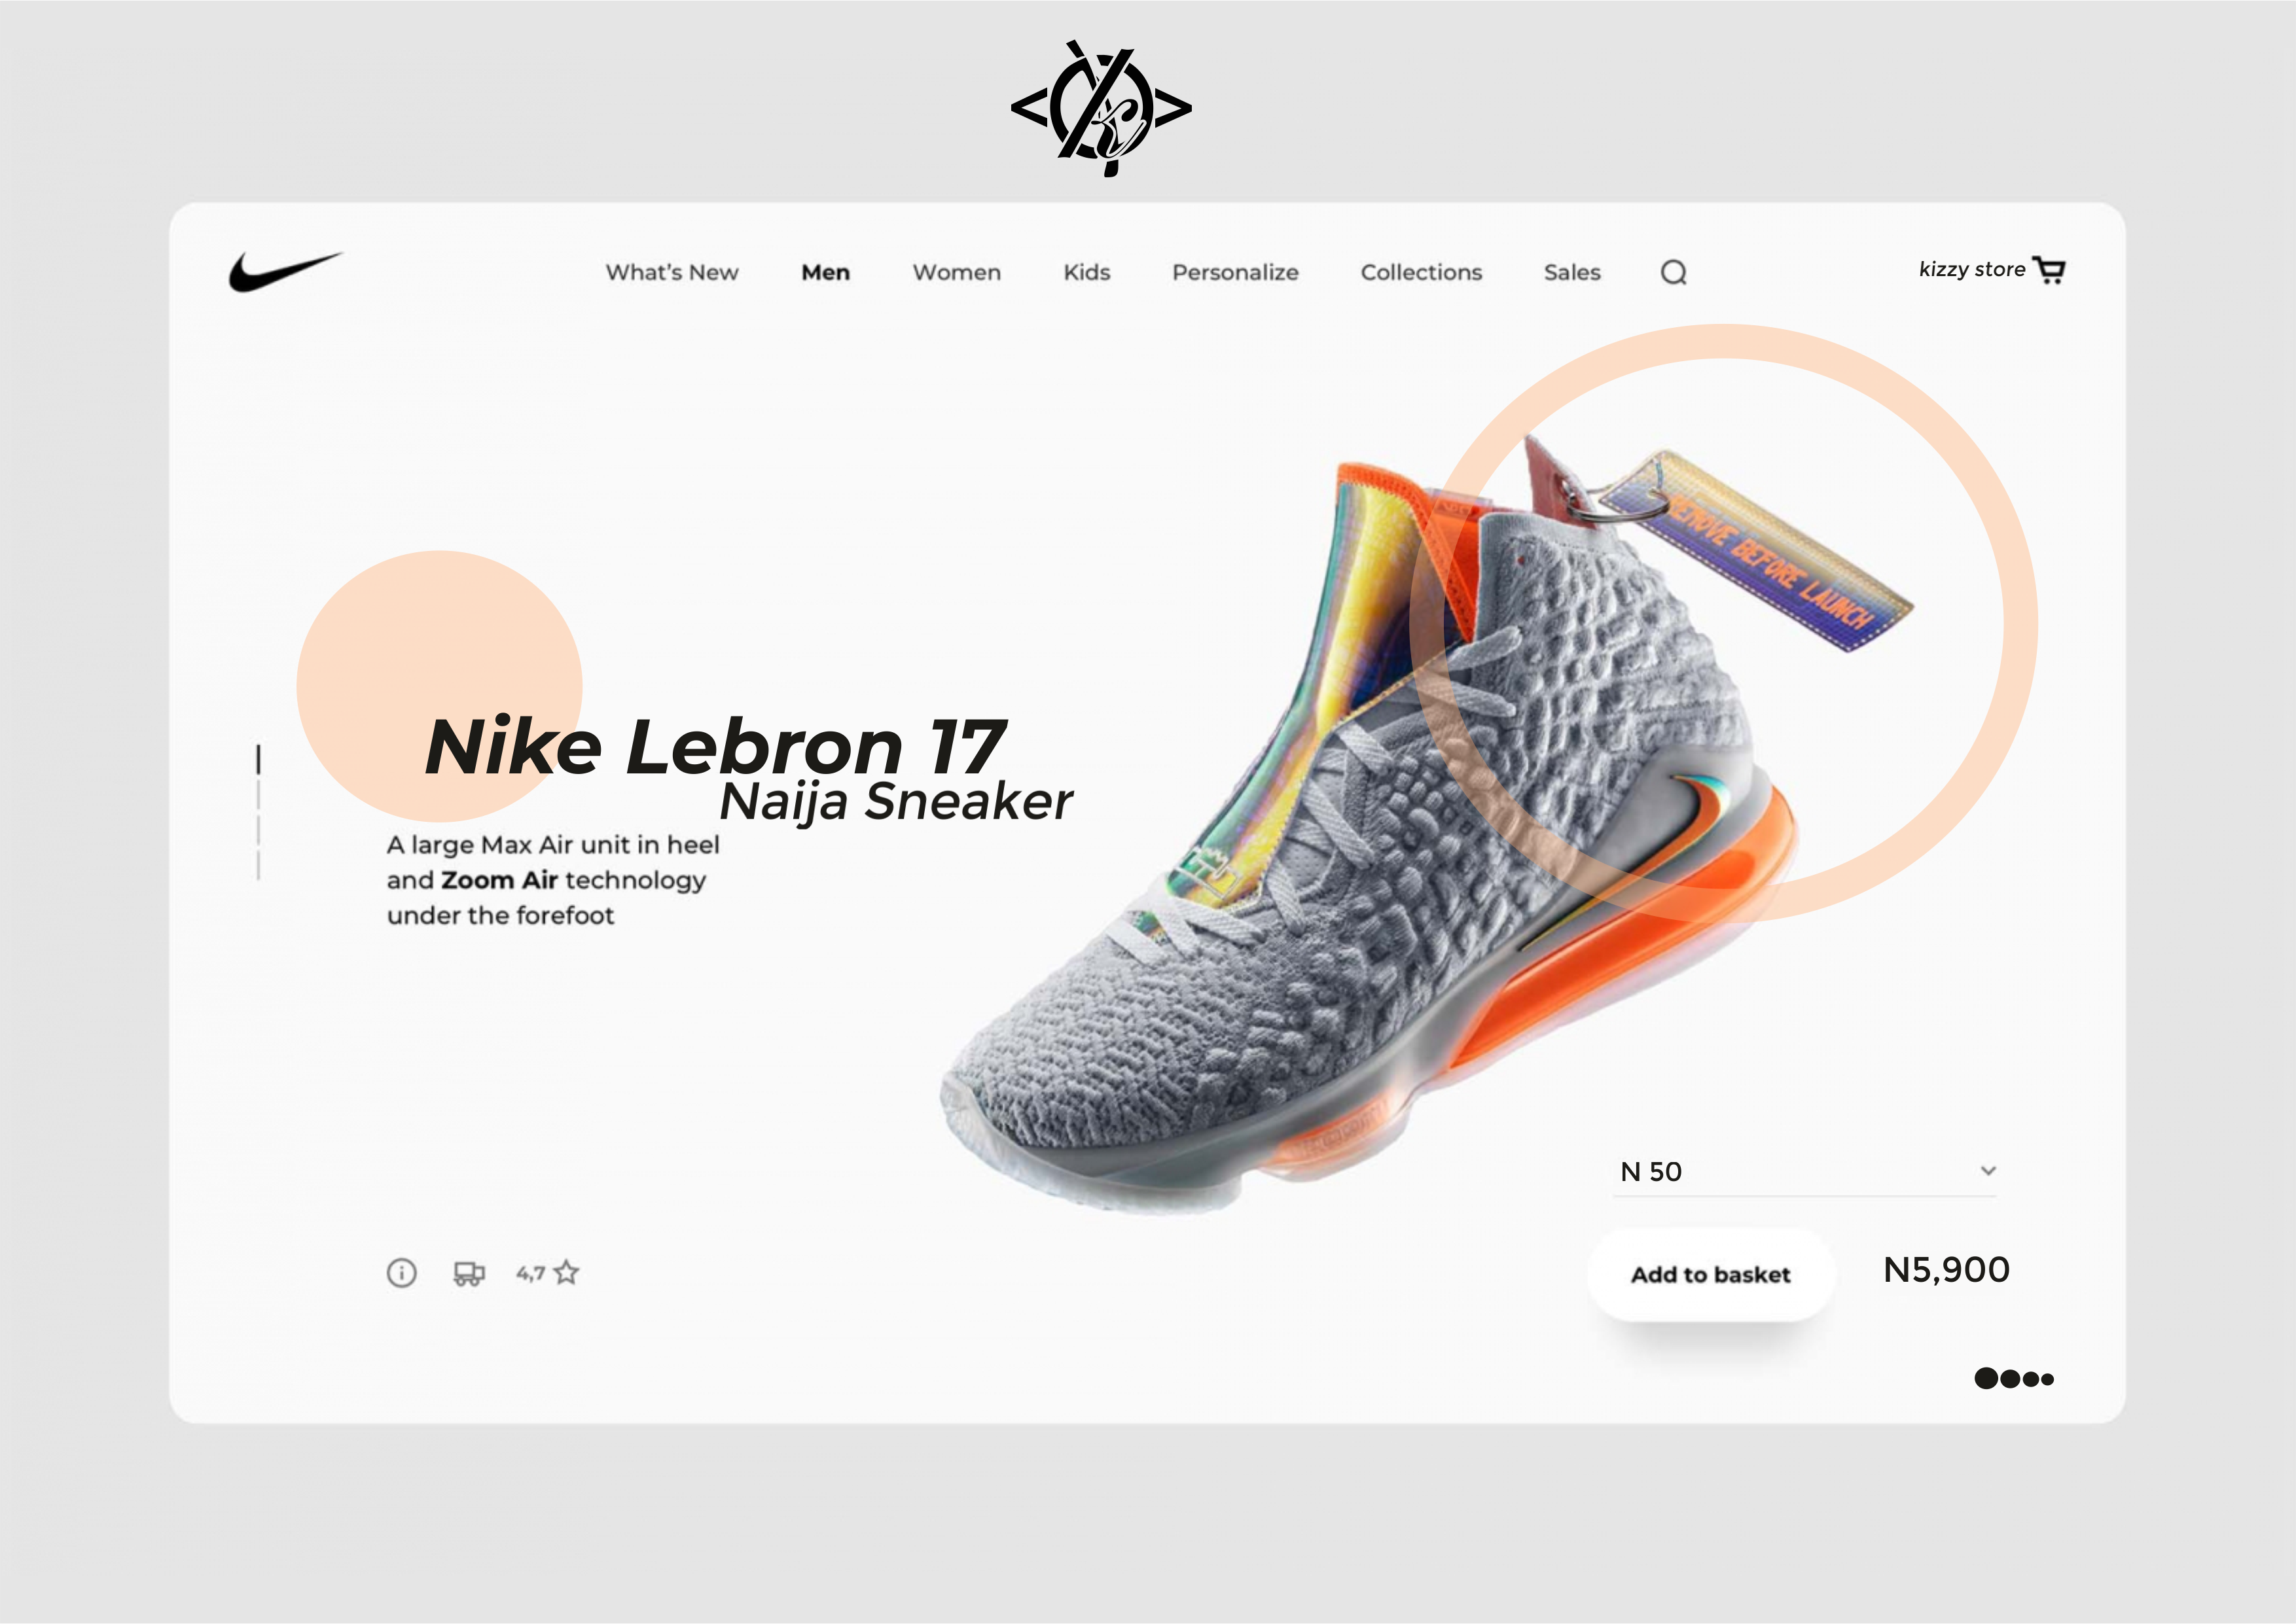 What's New Men Women Kids Personalize Collections Sales
kizzy store
REMOVE BEFORE LAUNCH
Nike Lebron 17
Naija Sneaker
A large Max Air unit in heel
and Zoom Air technology
under the forefoot
N 50
4,7
Add to basket
N5,900